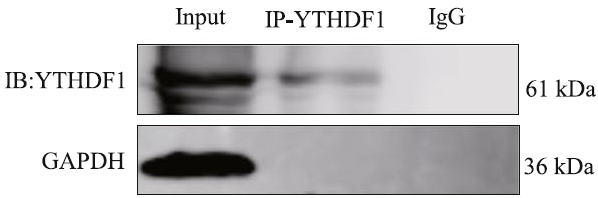 Input IP-YTHDF1 IgG
IB:YTHDF1 61 kDa
GAPDH 36 kDa